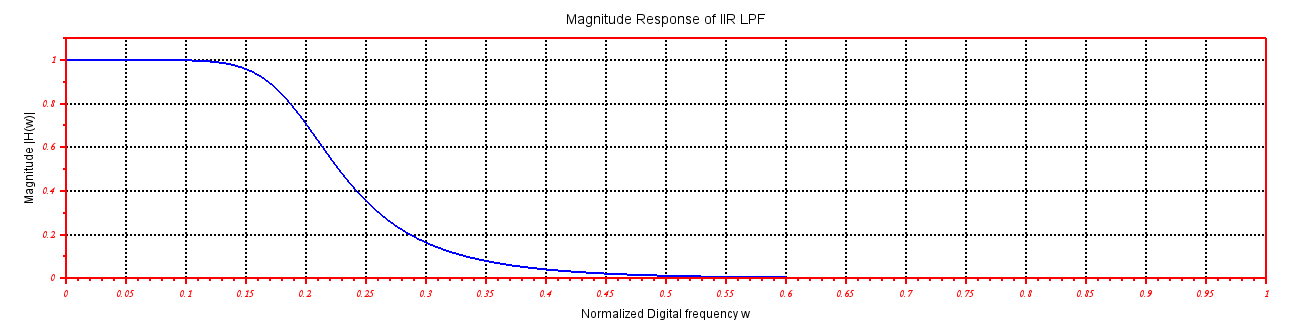 Magnitude Response of IIR LPF
Magnitude |H(w)|
1
0.8
0.6
0.4
0.2
0
0 0.05 0.1 0.15 0.2 0.25 0.3 0.35 0.4 0.45 0.5 0.55 0.6 0.65 0.7 0.75 0.8 0.85 0.9 0.95 1
Normalized Digital frequency w